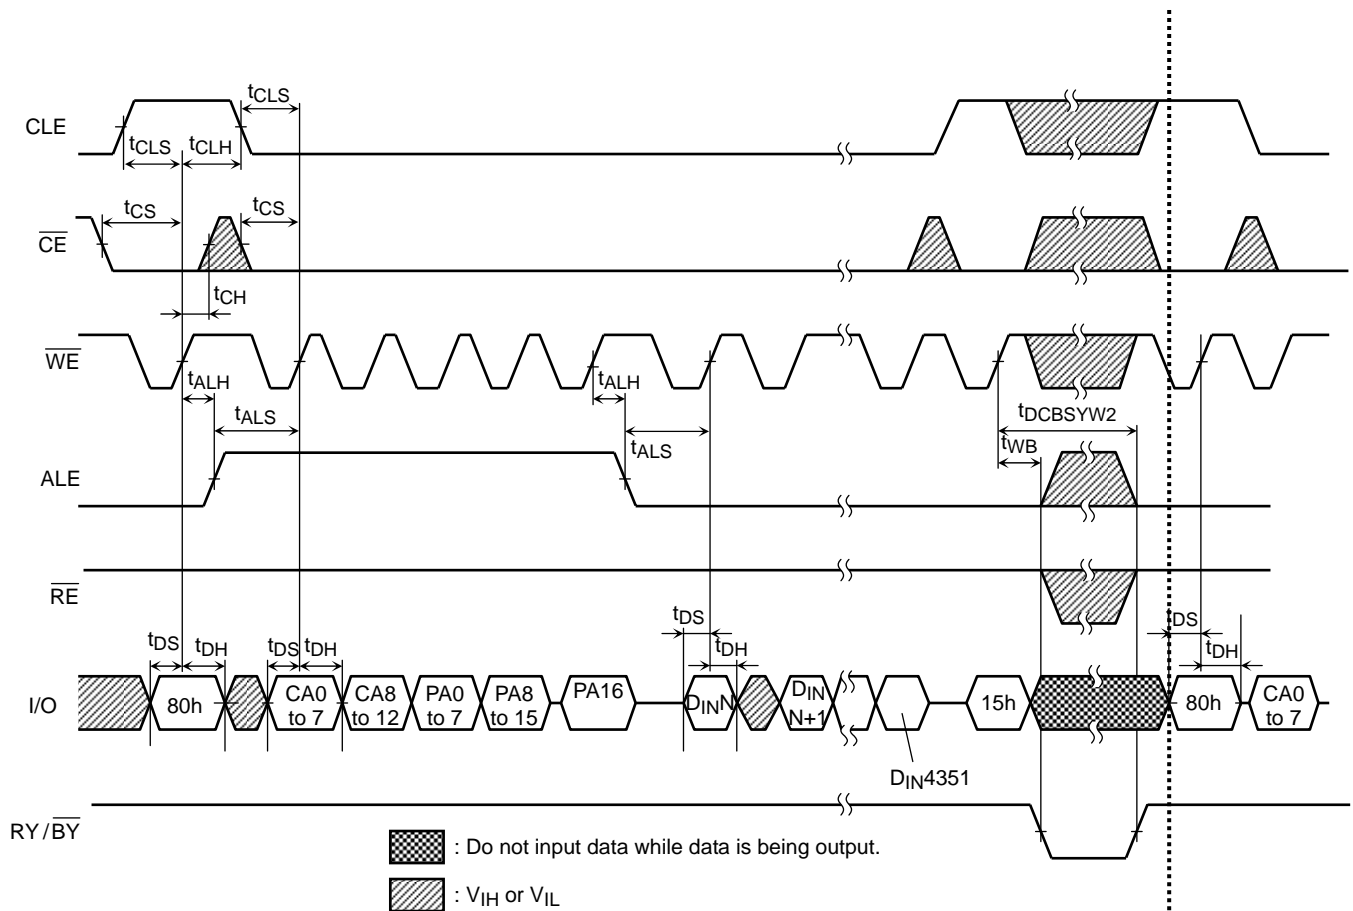 tCLS
CLE
tCLS
tCLH
tCS
tCS
CE
tCH
WE
tALH
tALH
tALS
tALS
tDCBSYW2
tWB
ALE
RE
tDS
tDH
tDS
tDH
tDS
tDH
tDS
tDH
I/O
80h
CA0
to 7
CA8
to 12
PA0
to 7
PA8
to 15
PA16
DINN
DIN
N+1
15h
80h
CA0
to 7
DIN4351
RY/BY
: Do not input data while data is being output.
: VIH or VIL